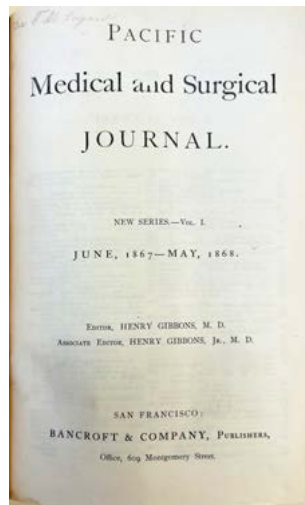 PACIFIC
Medical and Surgical
JOURNAL.
NEW SERIES.—VOL. I.
JUNE, 1867—MAY, 1868.
EDITOR, HENRY GIBBONS, M. D.
ASSOCIATE EDITOR, HENRY GIBBONS, JR., M. D.
SAN FRANCISCO:
BANCROFT & COMPANY, PUBLISHERS,
Office, 609 Montgomery Street.